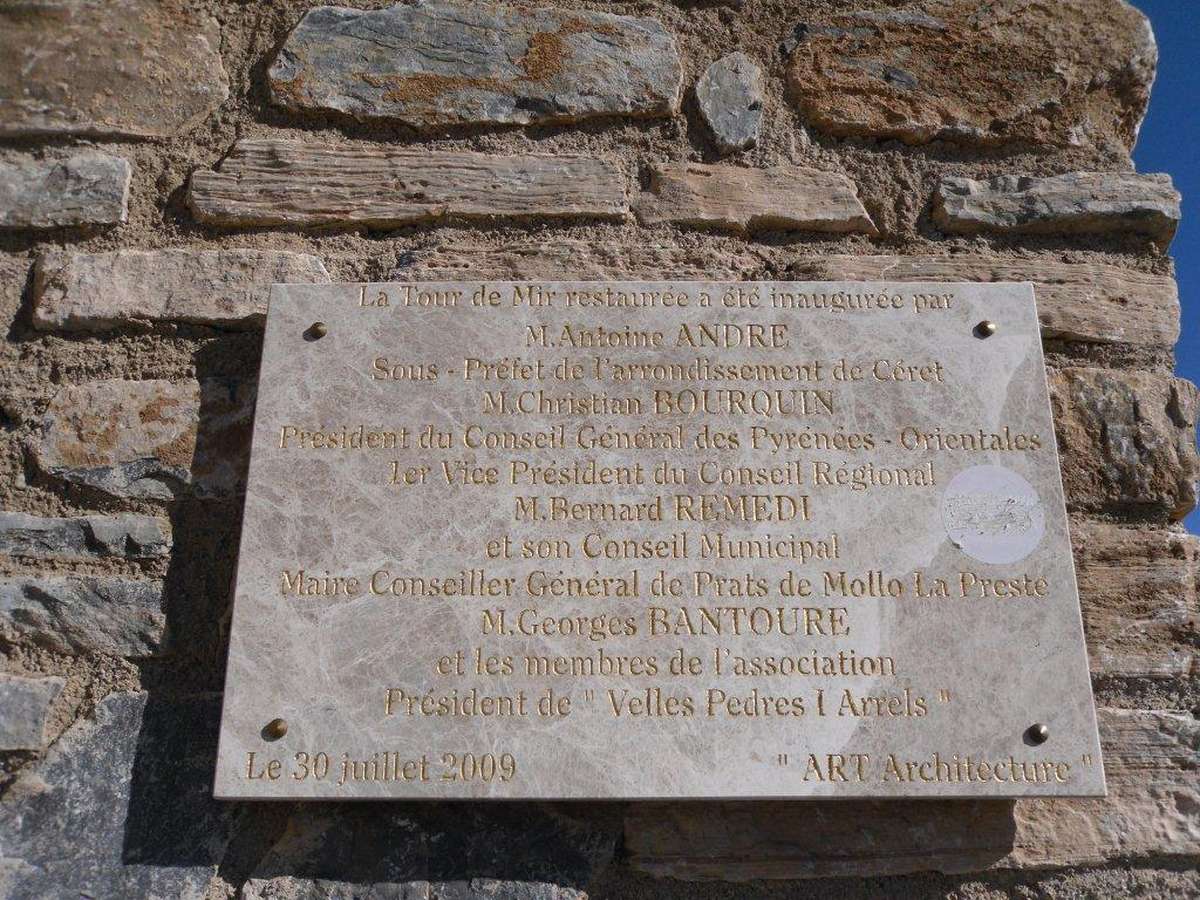 La Tour de Mir restaurée a été inaugurée par
M.Antoine ANDRE
Sous - Préfet de l'arrondissement de Céret
M.Christian BOURQUIN
Président du Conseil Général des Pyrénées - Orientales
1er Vice Président du Conseil Régional
M.Bernard REMEDI
et son Conseil Municipal
Maire Conseiller Général de Prats de Mollo La Preste
M.Georges BANTOURE
et les membres de l'association
Président de " Velles Pedres I Arrels "
Le 30 juillet 2009
" ART Architecture "